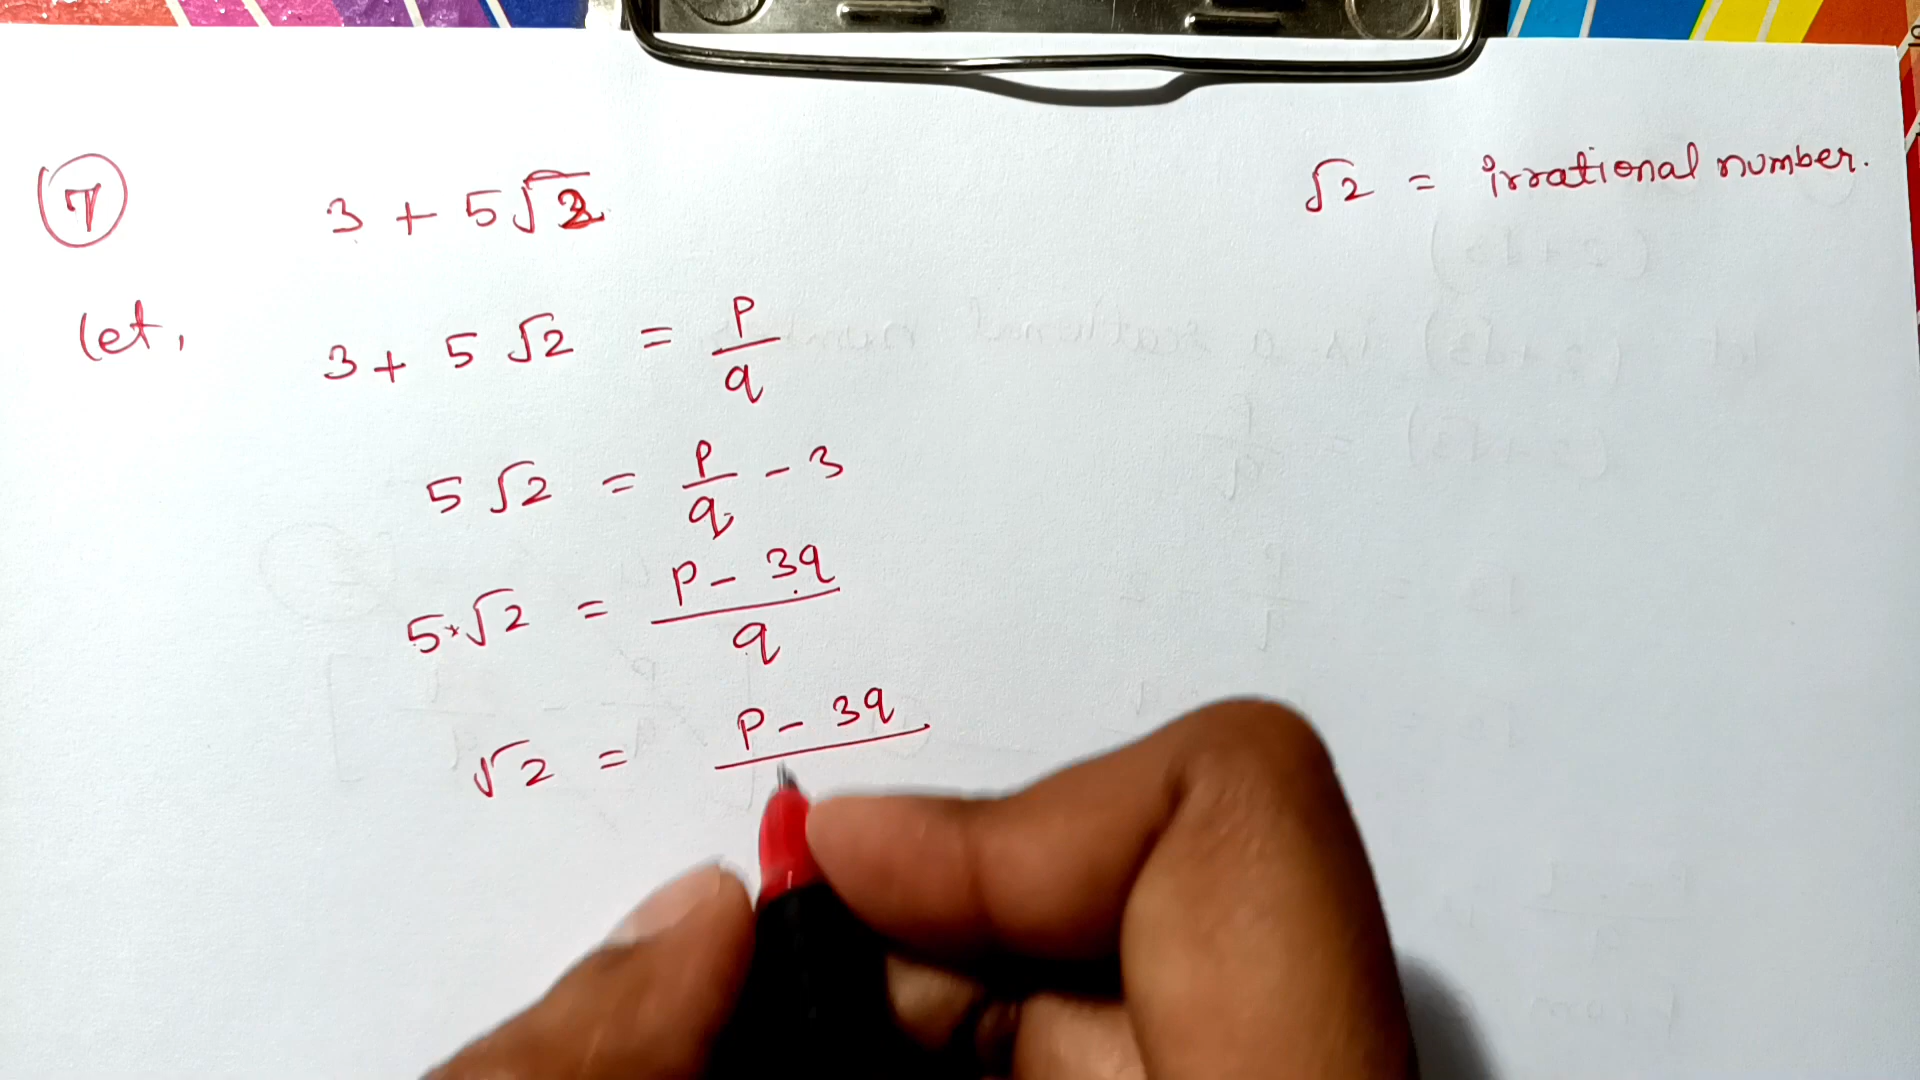 ⑦ 3 + 5√2
√2 = irrational number.
let, 3 + 5√2 = p/q
5√2 = p/q - 3
5×√2 = (p - 3q)/q
√2 = p - 3q